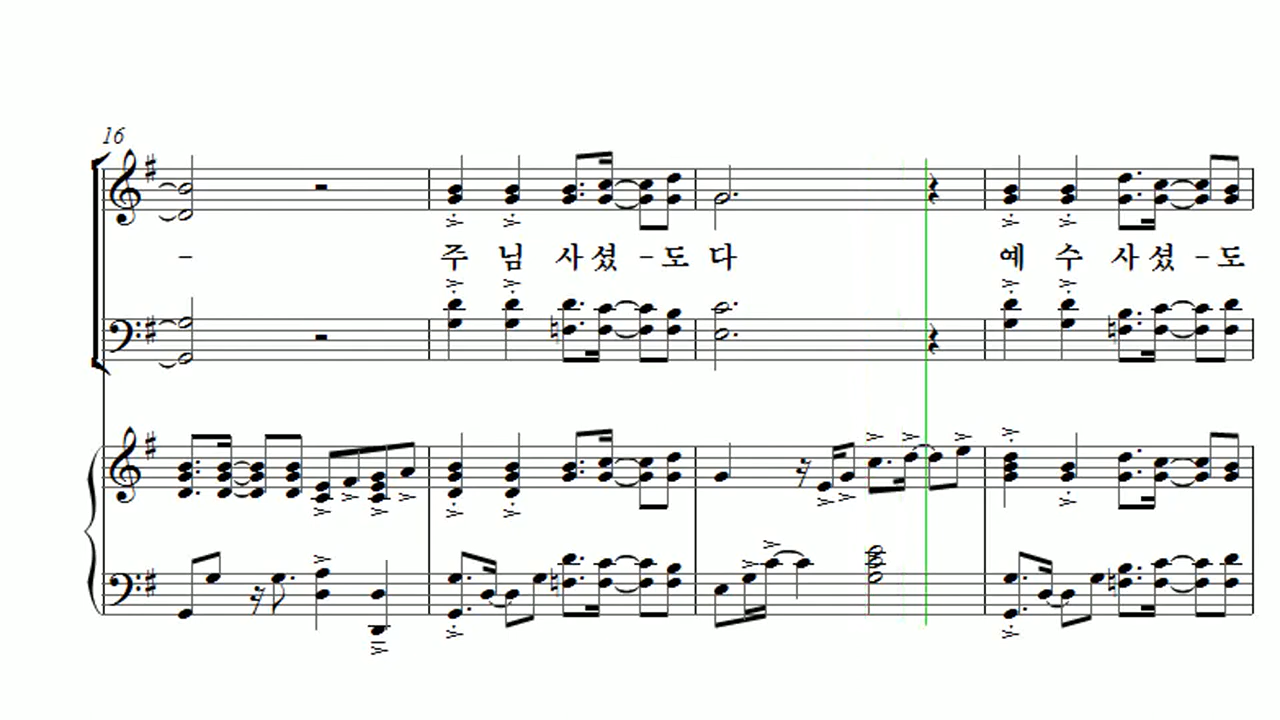 16
- 주 님 사 셨 - 도 다 예 수 사 셨 - 도